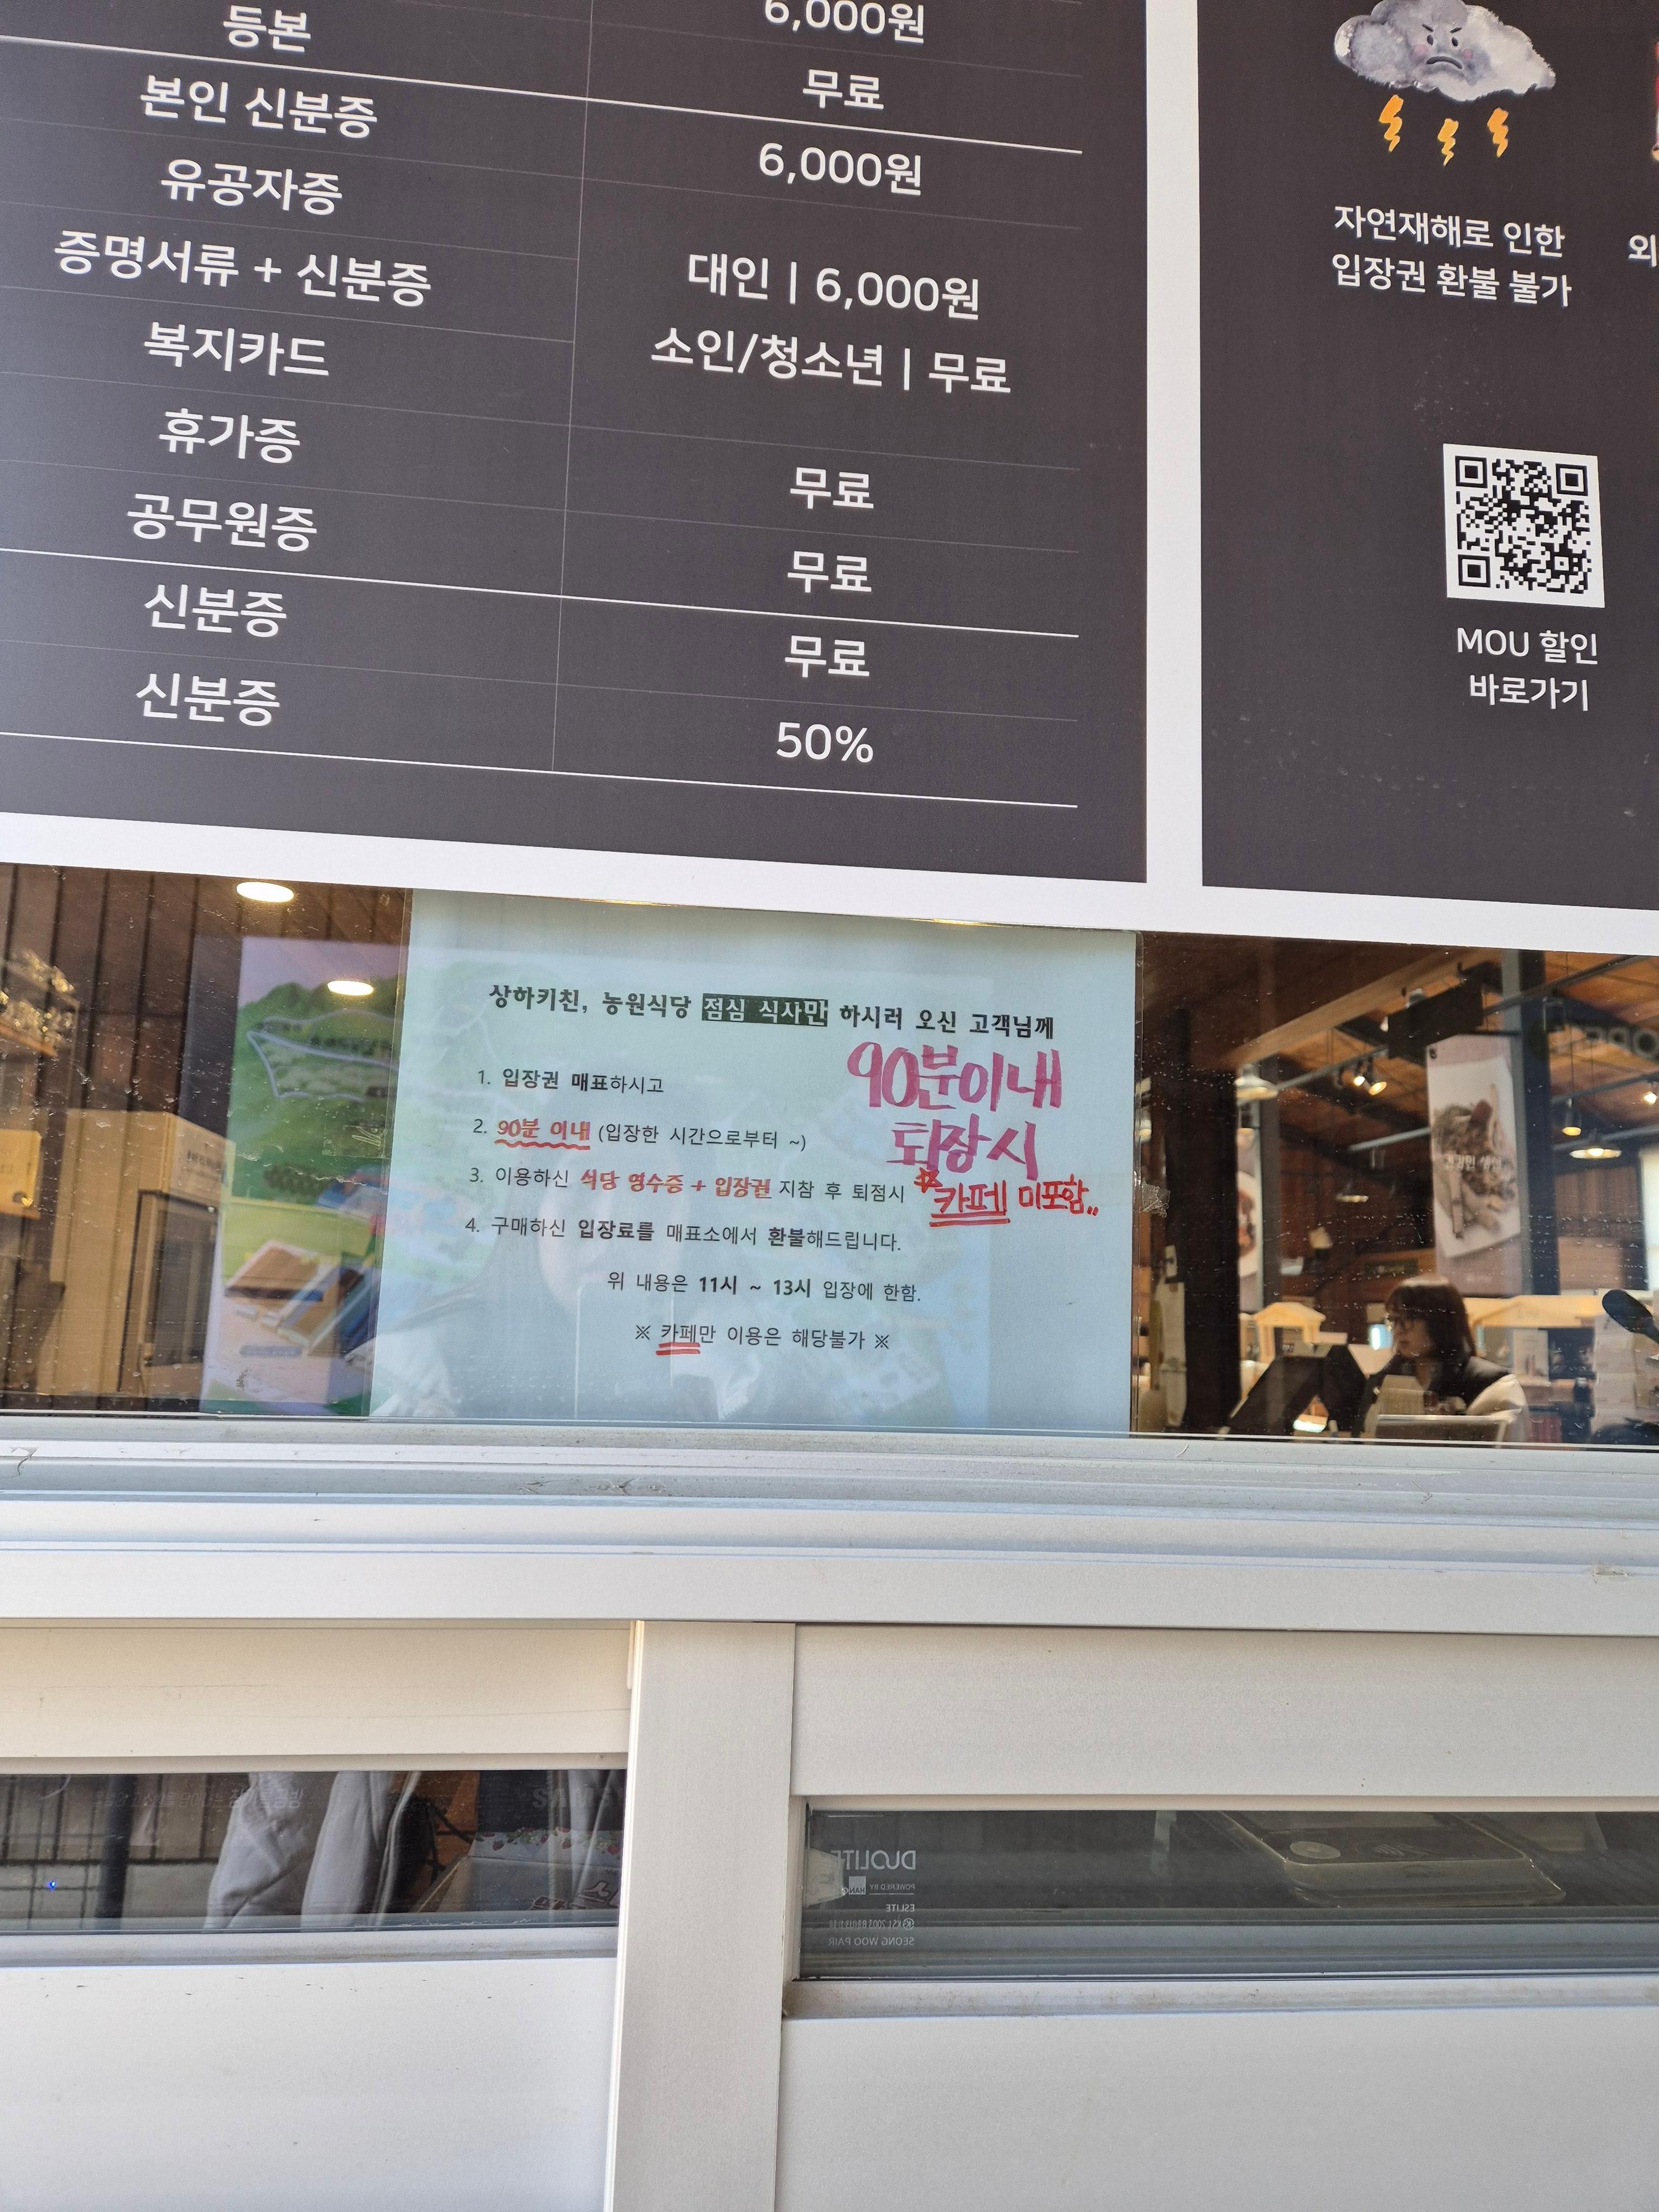 등본
본인 신분증
유공자증
증명서류 + 신분증
복지카드
휴가증
공무원증
신분증
신분증
6,000원
무료
6,000원
대인 | 6,000원
소인/청소년 | 무료
무료
무료
무료
50%
자연재해로 인한
입장권 환불 불가
외
MOU 할인
바로가기
상하키친, 농원식당 점심 식사만 하시러 오신 고객님께
90분이내
퇴장시
※카페 미포함..
1. 입장권 매표하시고
2. 90분 이내 (입장한 시간으로부터 ~)
3. 이용하신 식당 영수증 + 입장권 지참 후 퇴점시
4. 구매하신 입장료를 매표소에서 환불해드립니다.
위 내용은 11시 ~ 13시 입장에 한함.
※ 카페만 이용은 해당불가 ※
DUOLITE
POWERED BY
ESLITE
SEONG WOO PAIR